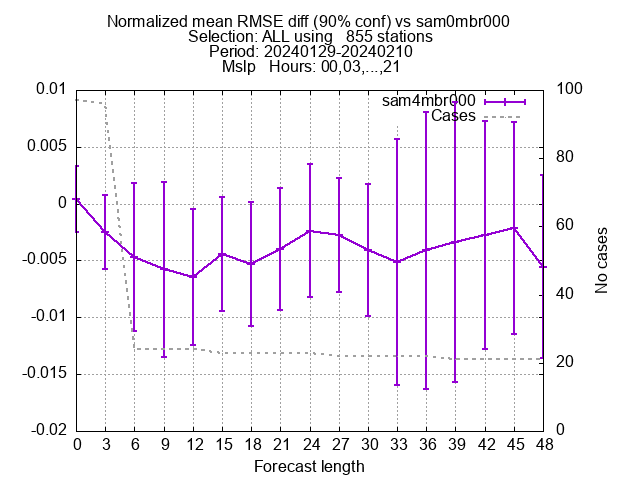 Normalized mean RMSE diff (90% conf) vs sam0mbr000
Selection: ALL using   855 stations
Period: 20240129-20240210
Mslp   Hours: 00,03,...,21
0.01
0.005
0
-0.005
-0.01
-0.015
-0.02
sam4mbr000
Cases
100
80
60
40
20
0
No cases
0 3 6 9 12 15 18 21 24 27 30 33 36 39 42 45 48
Forecast length